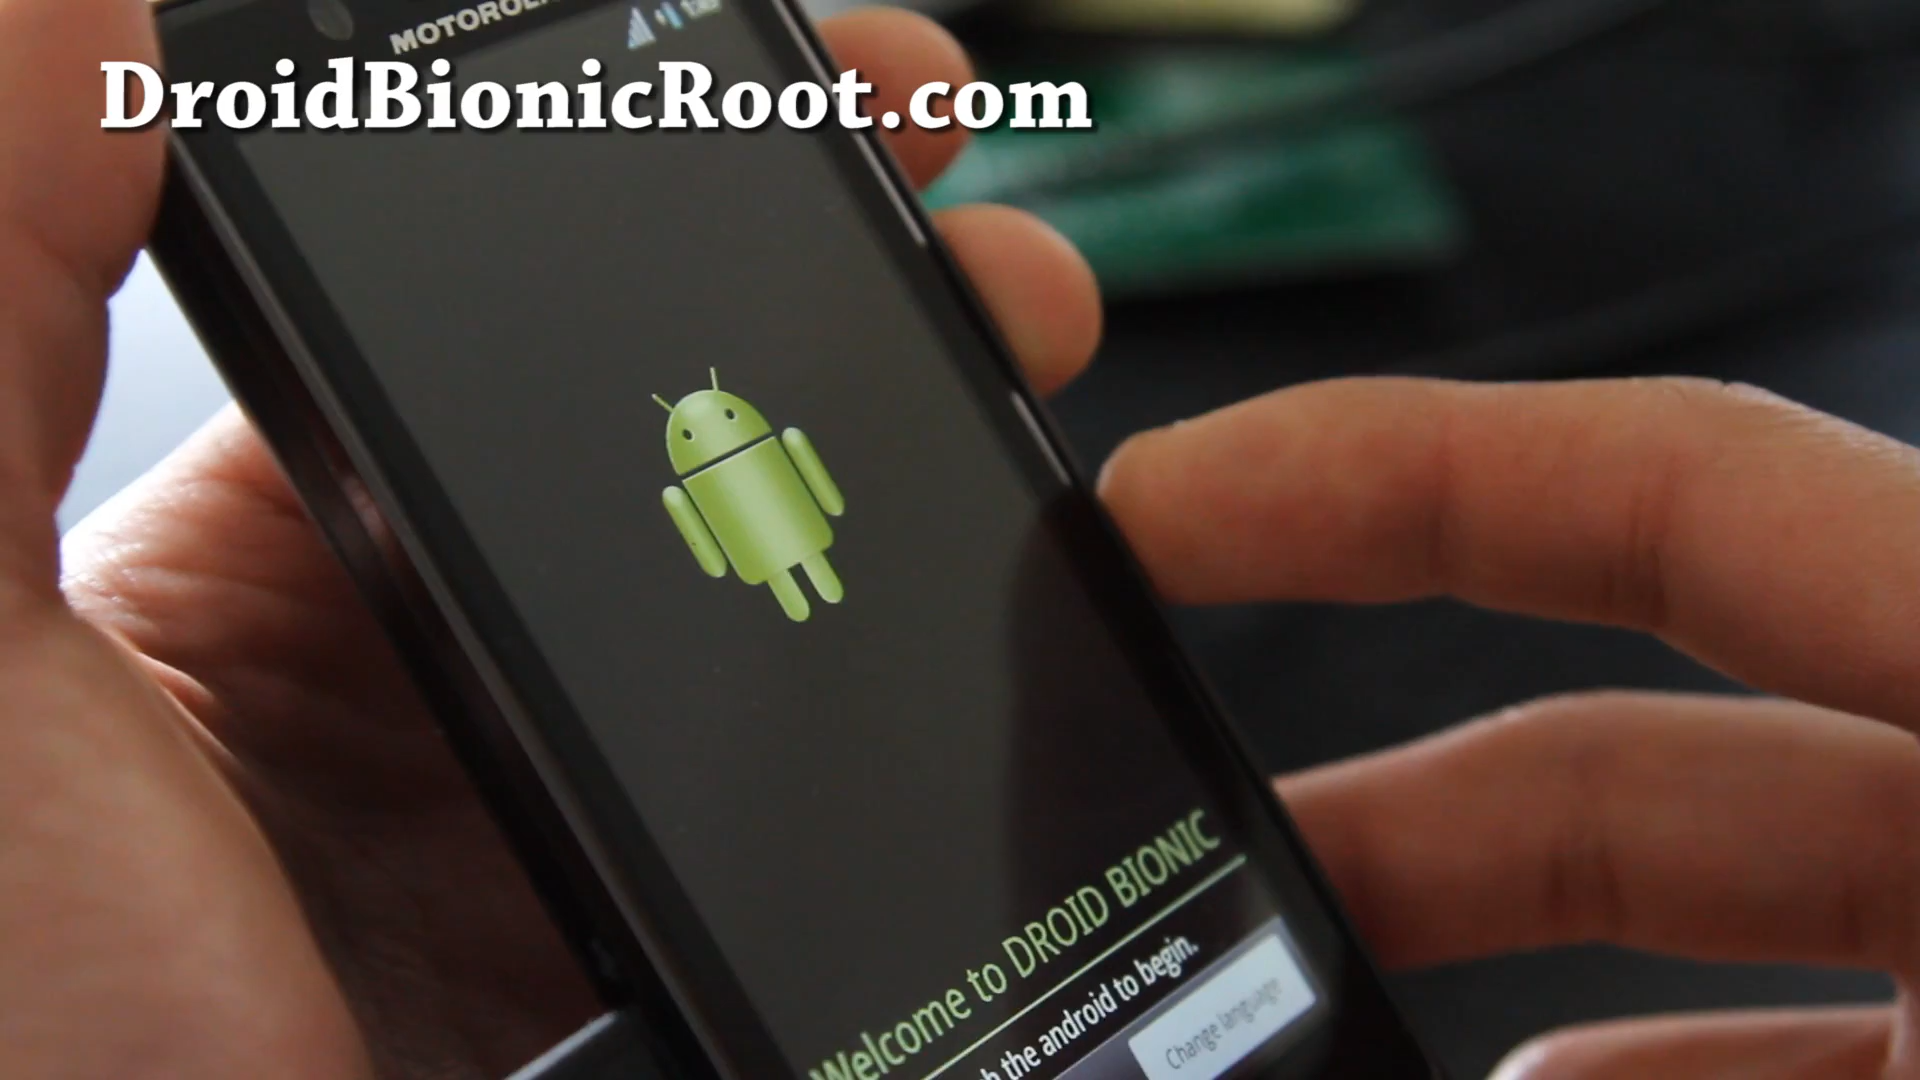 MOTOROLA
DroidBionicRoot.com
Welcome to DROID BIONIC
the android to begin.
Change language